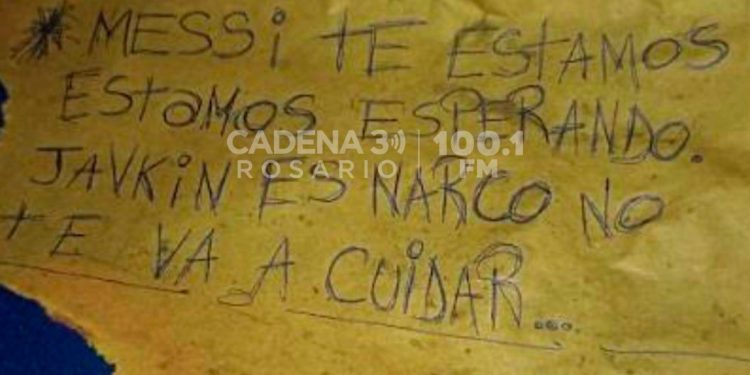 *MESSi tE EStAMOS
EStaMOS ESPERANDO.
CADENA 3 100.1
ROSARIO FM
JAVKiN ES NARCO NO
tE VA A CUiDAR....